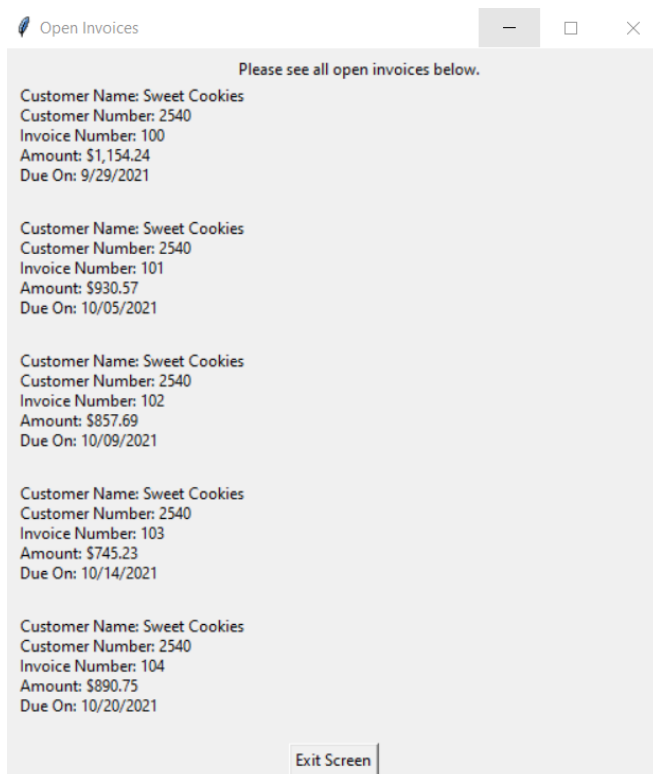 Open Invoices
Please see all open invoices below.
Customer Name: Sweet Cookies
Customer Number: 2540
Invoice Number: 100
Amount: $1,154.24
Due On: 9/29/2021
Customer Name: Sweet Cookies
Customer Number: 2540
Invoice Number: 101
Amount: $930.57
Due On: 10/05/2021
Customer Name: Sweet Cookies
Customer Number: 2540
Invoice Number: 102
Amount: $857.69
Due On: 10/09/2021
Customer Name: Sweet Cookies
Customer Number: 2540
Invoice Number: 103
Amount: $745.23
Due On: 10/14/2021
Customer Name: Sweet Cookies
Customer Number: 2540
Invoice Number: 104
Amount: $890.75
Due On: 10/20/2021
Exit Screen